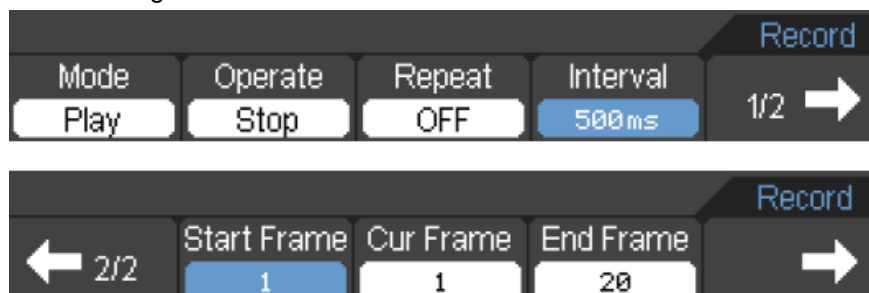 Record
Mode Operate Repeat Interval
Play Stop OFF 500ms 1/2
Record
Start Frame Cur Frame End Frame
2/2
1 1 20